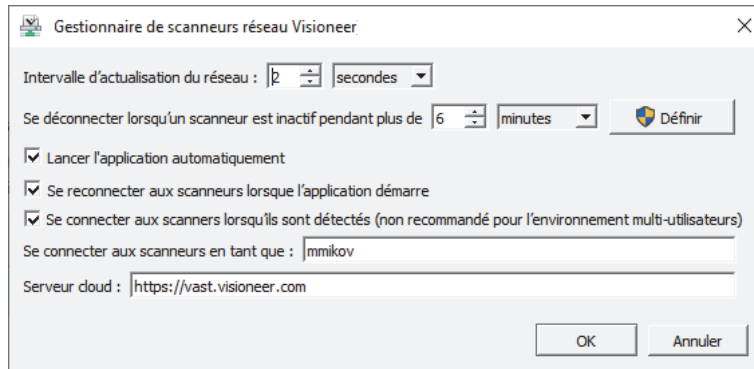 Gestionnaire de scanneurs réseau Visioneer
Intervalle d'actualisation du réseau : 2 secondes
Se déconnecter lorsqu'un scanneur est inactif pendant plus de 6 minutes Définir
Lancer l'application automatiquement
Se reconnecter aux scanneurs lorsque l'application démarre
Se connecter aux scanners lorsqu'ils sont détectés (non recommandé pour l'environnement multi-utilisateurs)
Se connecter aux scanneurs en tant que : mmikov
Serveur cloud : https://vast.visioneer.com
OK Annuler